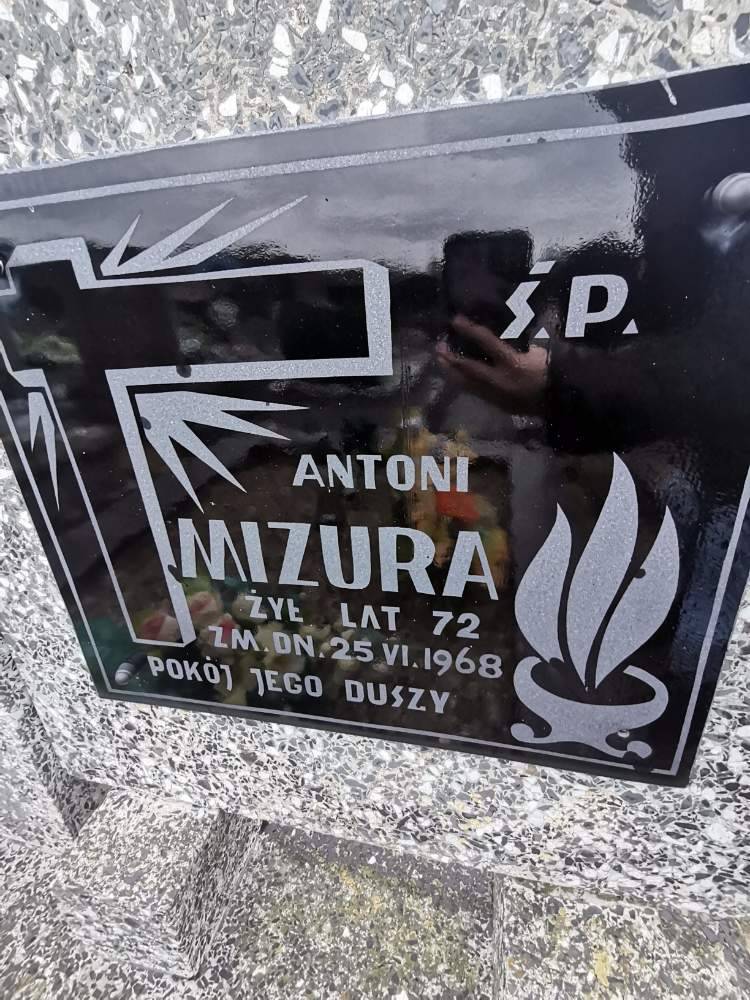 Ś.P.
ANTONI
MIZURA
ŻYŁ LAT 72
ZM. DN. 25 VI. 1968
POKÓJ JEGO DUSZY